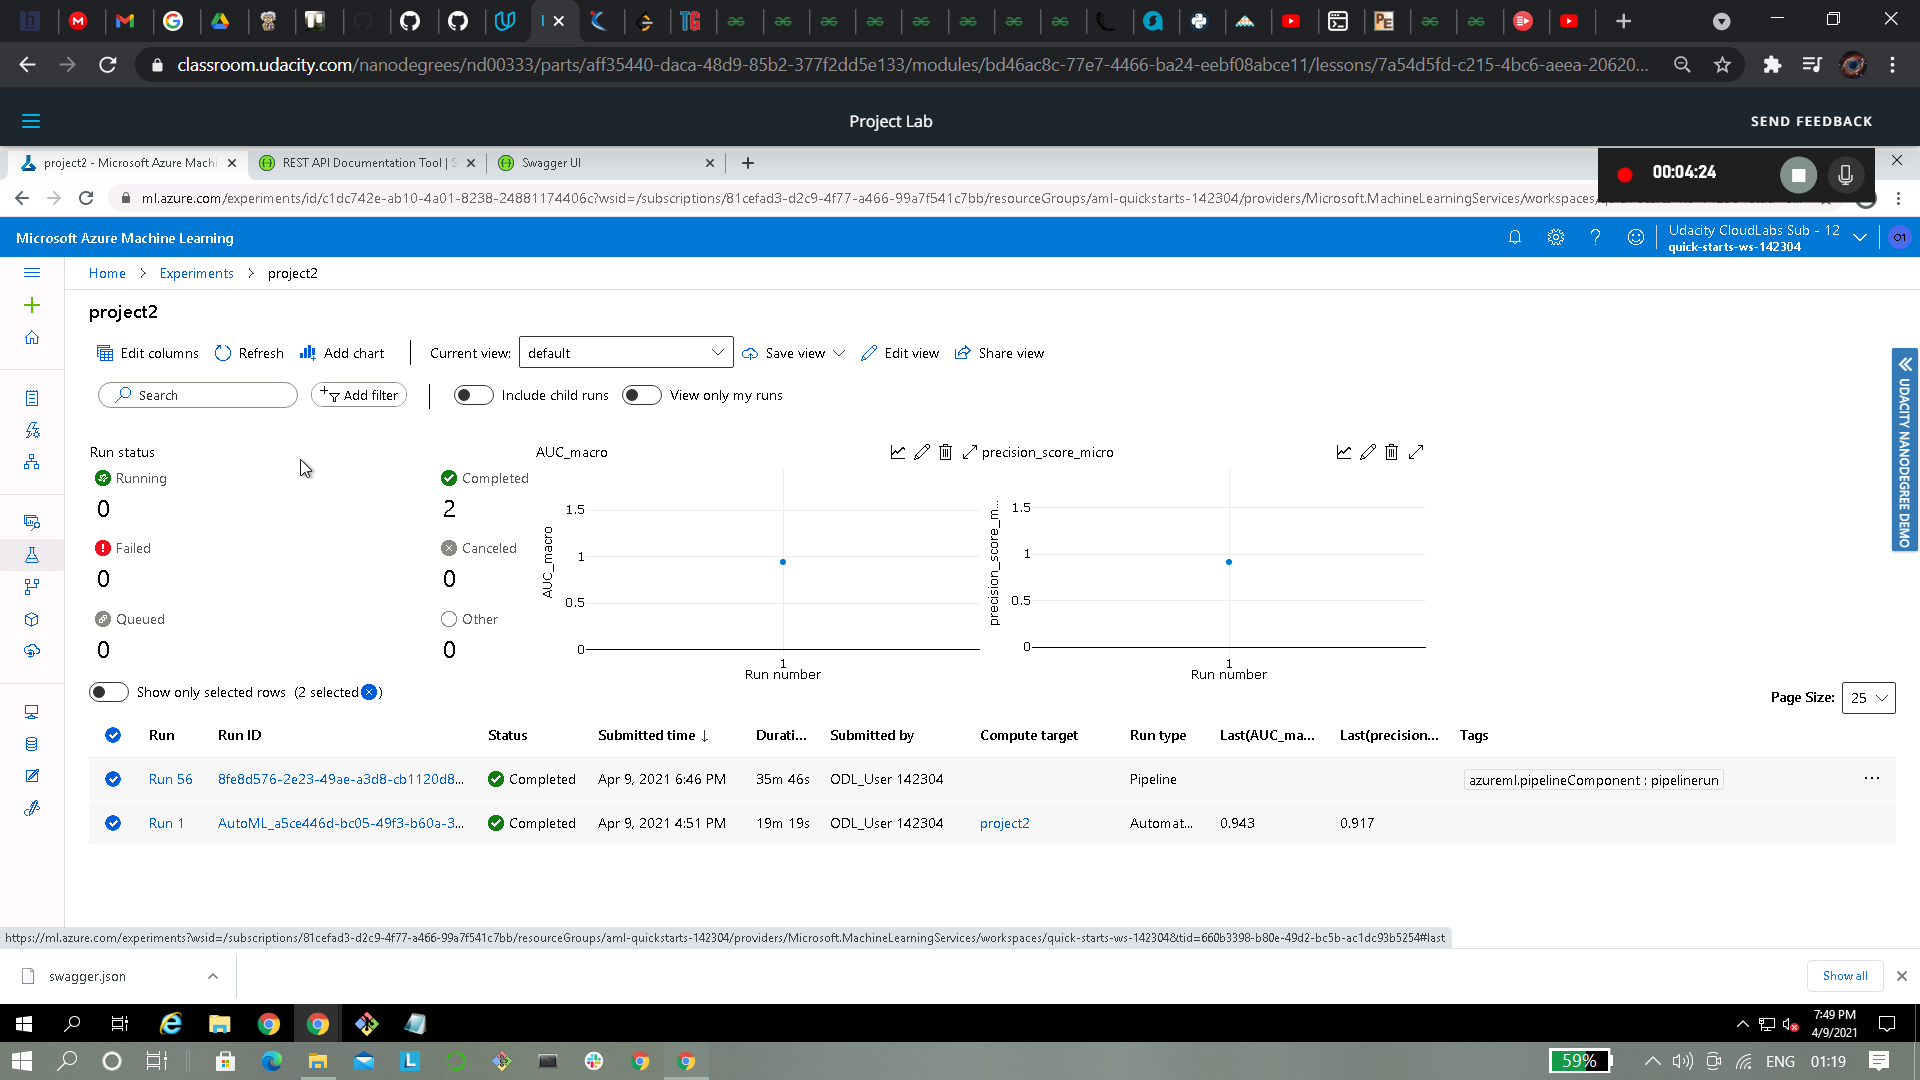 classroom.udacity.com/nanodegrees/nd00333/parts/aff35440-daca-48d9-85b2-377f2dd5e133/modules/bd46ac8c-77e7-4466-ba24-eebf08abce11/lessons/7a54d5fd-c215-4bc6-aeea-20620...
Project Lab
SEND FEEDBACK
project2 - Microsoft Azure Machi
REST API Documentation Tool | S
Swagger UI
00:04:24
ml.azure.com/experiments/id/c1dc742e-ab10-4a01-8238-24881174406c?wsid=/subscriptions/81cefad3-d2c9-4f77-a466-99a7f541c7bb/resourceGroups/aml-quickstarts-142304/providers/Microsoft.MachineLearningServices/workspaces/
Microsoft Azure Machine Learning
Udacity CloudLabs Sub - 12
quick-starts-ws-142304
O1
Home > Experiments > project2
project2
Edit columns Refresh Add chart Current view: default Save view Edit view Share view
Search Add filter Include child runs View only my runs
UDACITY NANODEGREE DEMO
Run status
Running
0
Completed
2
Failed
0
Canceled
0
Queued
0
Other
0
AUC_macro
AUC_macro
1.5
1
0.5
0
1
Run number
precision_score_micro
precision_score_m...
1.5
1
0.5
0
1
Run number
Show only selected rows (2 selected )
Page Size: 25
Run Run ID Status Submitted time ↓ Durati... Submitted by Compute target Run type Last(AUC_ma... Last(precision... Tags
Run 56 8fe8d576-2e23-49ae-a3d8-cb1120d8... Completed Apr 9, 2021 6:46 PM 35m 46s ODL_User 142304 Pipeline azureml.pipelineComponent : pipelinerun ...
Run 1 AutoML_a5ce446d-bc05-49f3-b60a-3... Completed Apr 9, 2021 4:51 PM 19m 19s ODL_User 142304 project2 Automat... 0.943 0.917
https://ml.azure.com/experiments?wsid=/subscriptions/81cefad3-d2c9-4f77-a466-99a7f541c7bb/resourceGroups/aml-quickstarts-142304/providers/Microsoft.MachineLearningServices/workspaces/quick-starts-ws-142304&tid=660b3398-b80e-49d2-bc5b-ac1dc93b5254#last
swagger.json
Show all
7:49 PM
4/9/2021
59%
ENG 01:19